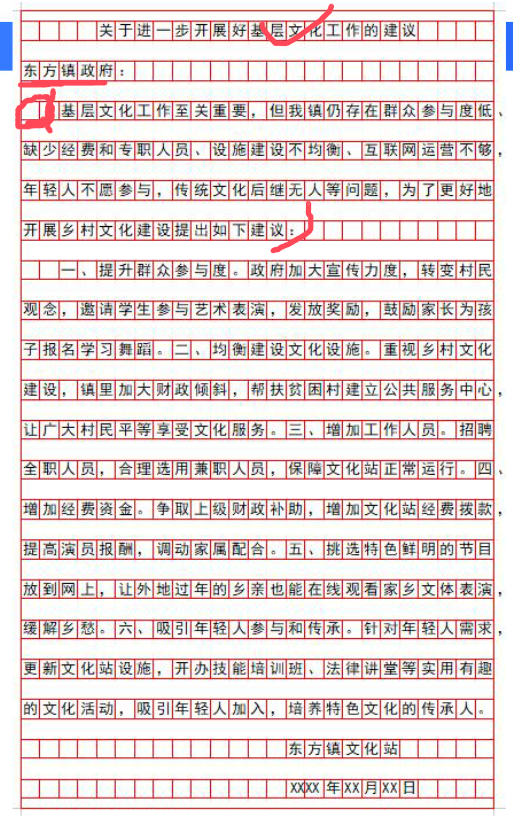 关于进一步开展好基层文化工作的建议
东方镇政府：
基层文化工作至关重要，但我镇仍存在群众参与度低、
缺少经费和专职人员、设施建设不均衡、互联网运营不够，
年轻人不愿参与，传统文化后继无人等问题，为了更好地
开展乡村文化建设提出如下建议：
一、提升群众参与度。政府加大宣传力度，转变村民
观念，邀请学生参与艺术表演，发放奖励，鼓励家长为孩
子报名学习舞蹈。二、均衡建设文化设施。重视乡村文化
建设，镇里加大财政倾斜，帮扶贫困村建立公共服务中心，
让广大村民平等享受文化服务。三、增加工作人员。招聘
全职人员，合理选用兼职人员，保障文化站正常运行。四、
增加经费资金。争取上级财政补助，增加文化站经费拨款，
提高演员报酬，调动家属配合。五、挑选特色鲜明的节目
放到网上，让外地过年的乡亲也能在线观看家乡文体表演，
缓解乡愁。六、吸引年轻人参与和传承。针对年轻人需求，
更新文化站设施，开办技能培训班、法律讲堂等实用有趣
的文化活动，吸引年轻人加入，培养特色文化的传承人。
东方镇文化站
XXXX年XX月XX日